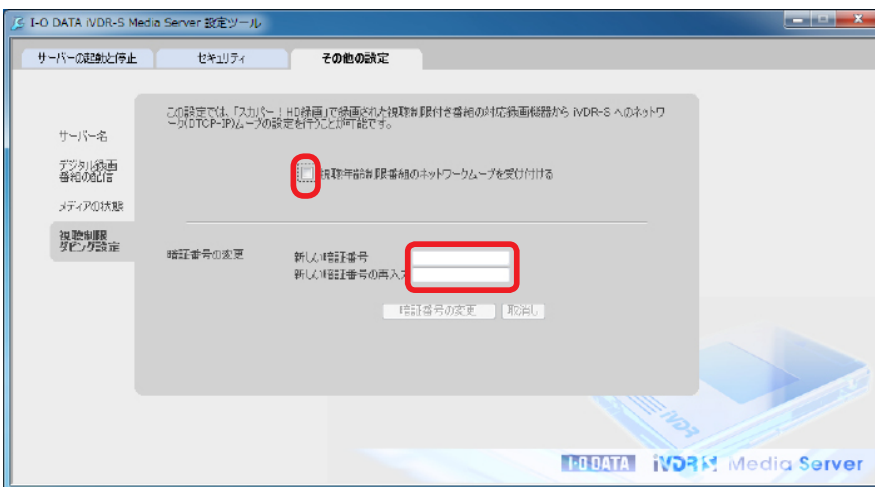 I-O DATA iVDR-S Media Server 設定ツール
サーバーの起動と停止 セキュリティ その他の設定
この設定では、「スカパー！HD録画」で録画された視聴制限付き番組の対応録画機器から iVDR-S へのネットワ
ーク(DTCP-IP)ムーブの設定を行うことが可能です。
サーバー名
デジタル録画
番組の配信
メディアの状態
視聴制限
ダビング設定
視聴年齢制限番組のネットワークムーブを受け付ける
暗証番号の変更
新しい暗証番号
新しい暗証番号の再入力
暗証番号の変更 取消し
iVDR
I-O DATA iVDR-S Media Server